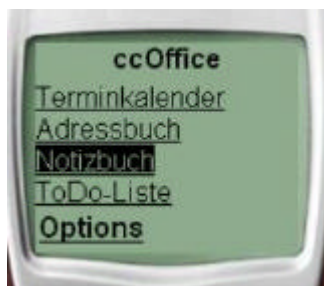 ccOffice
Terminkalender
Adressbuch
Notizbuch
ToDo-Liste
Options